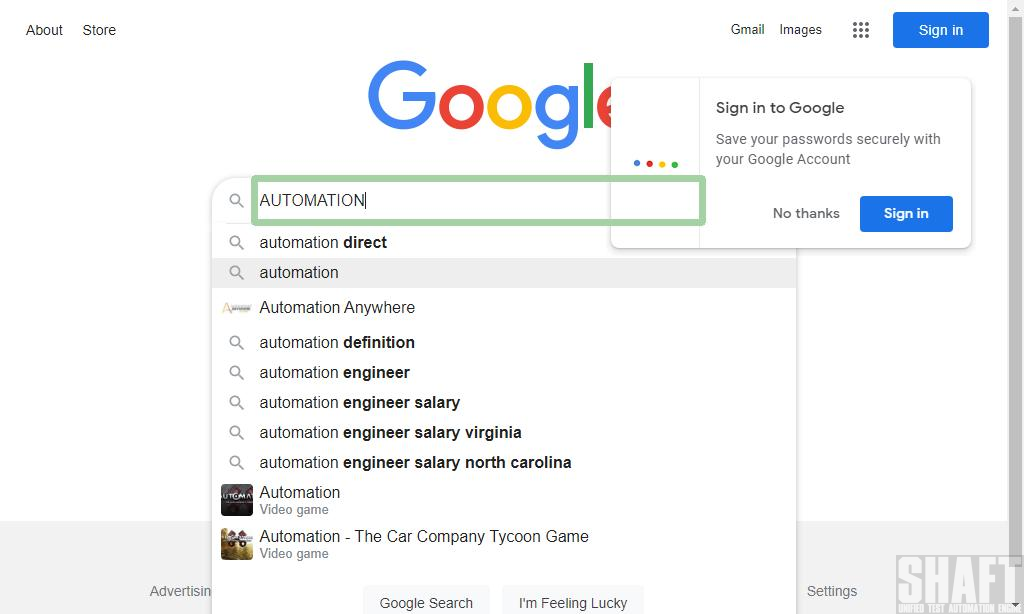 About Store
Gmail Images Sign in
Google
Sign in to Google
Save your passwords securely with
your Google Account
No thanks Sign in
AUTOMATION
automation direct
automation
Automation Anywhere
automation definition
automation engineer
automation engineer salary
automation engineer salary virginia
automation engineer salary north carolina
Automation
Video game
Automation - The Car Company Tycoon Game
Video game
Advertisin
Settings
Google Search I'm Feeling Lucky
SHAFT
UNIFIED TEST AUTOMATION